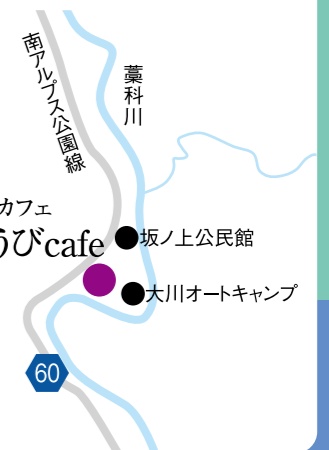 南アルプス公園線
藁科川
カフェ
うびcafe
坂ノ上公民館
大川オートキャンプ
60